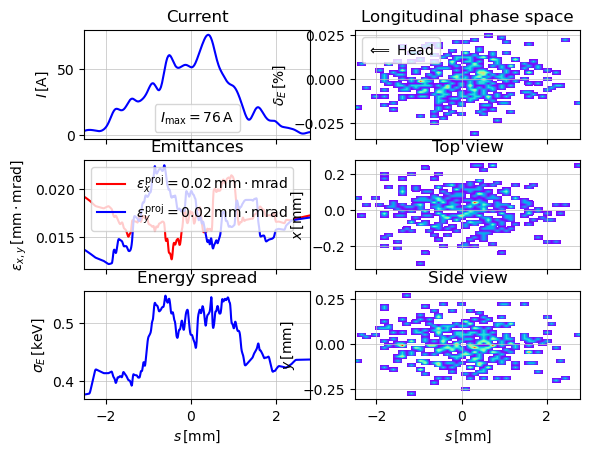 Current
Longitudinal phase space
I [A]
50
0
I_max = 76 A
δ_E [%]
0.025
0.000
−0.025
⟸ Head
Emittances
Top view
ε_x,y [mm·mrad]
0.020
0.015
ε_x^proj = 0.02 mm·mrad
ε_y^proj = 0.02 mm·mrad
x [mm]
0.2
0.0
−0.2
Energy spread
Side view
σ_E [keV]
0.5
0.4
y [mm]
0.25
0.00
−0.25
−2 0 2
−2 0 2
s [mm]
s [mm]